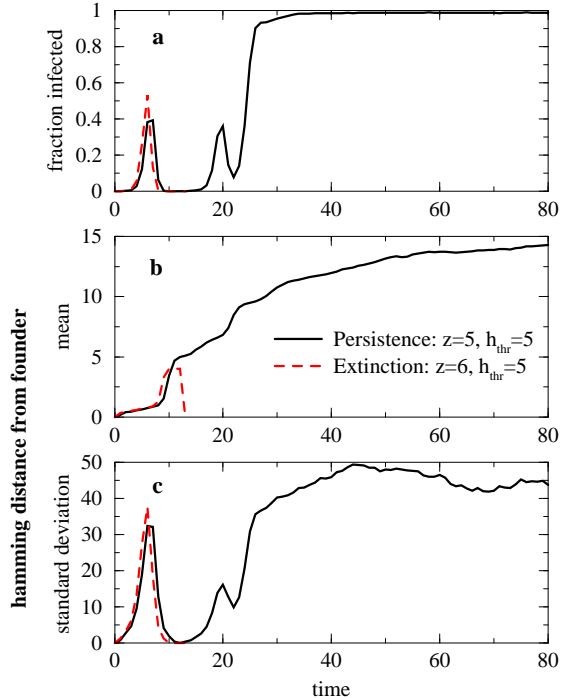 a
fraction infected
1
0.8
0.6
0.4
0.2
0
0 20 40 60 80
b
mean
15
10
5
0
Persistence: z=5, h_thr=5
Extinction: z=6, h_thr=5
0 20 40 60 80
c
hamming distance from founder
standard deviation
50
40
30
20
10
0
0 20 40 60 80
time